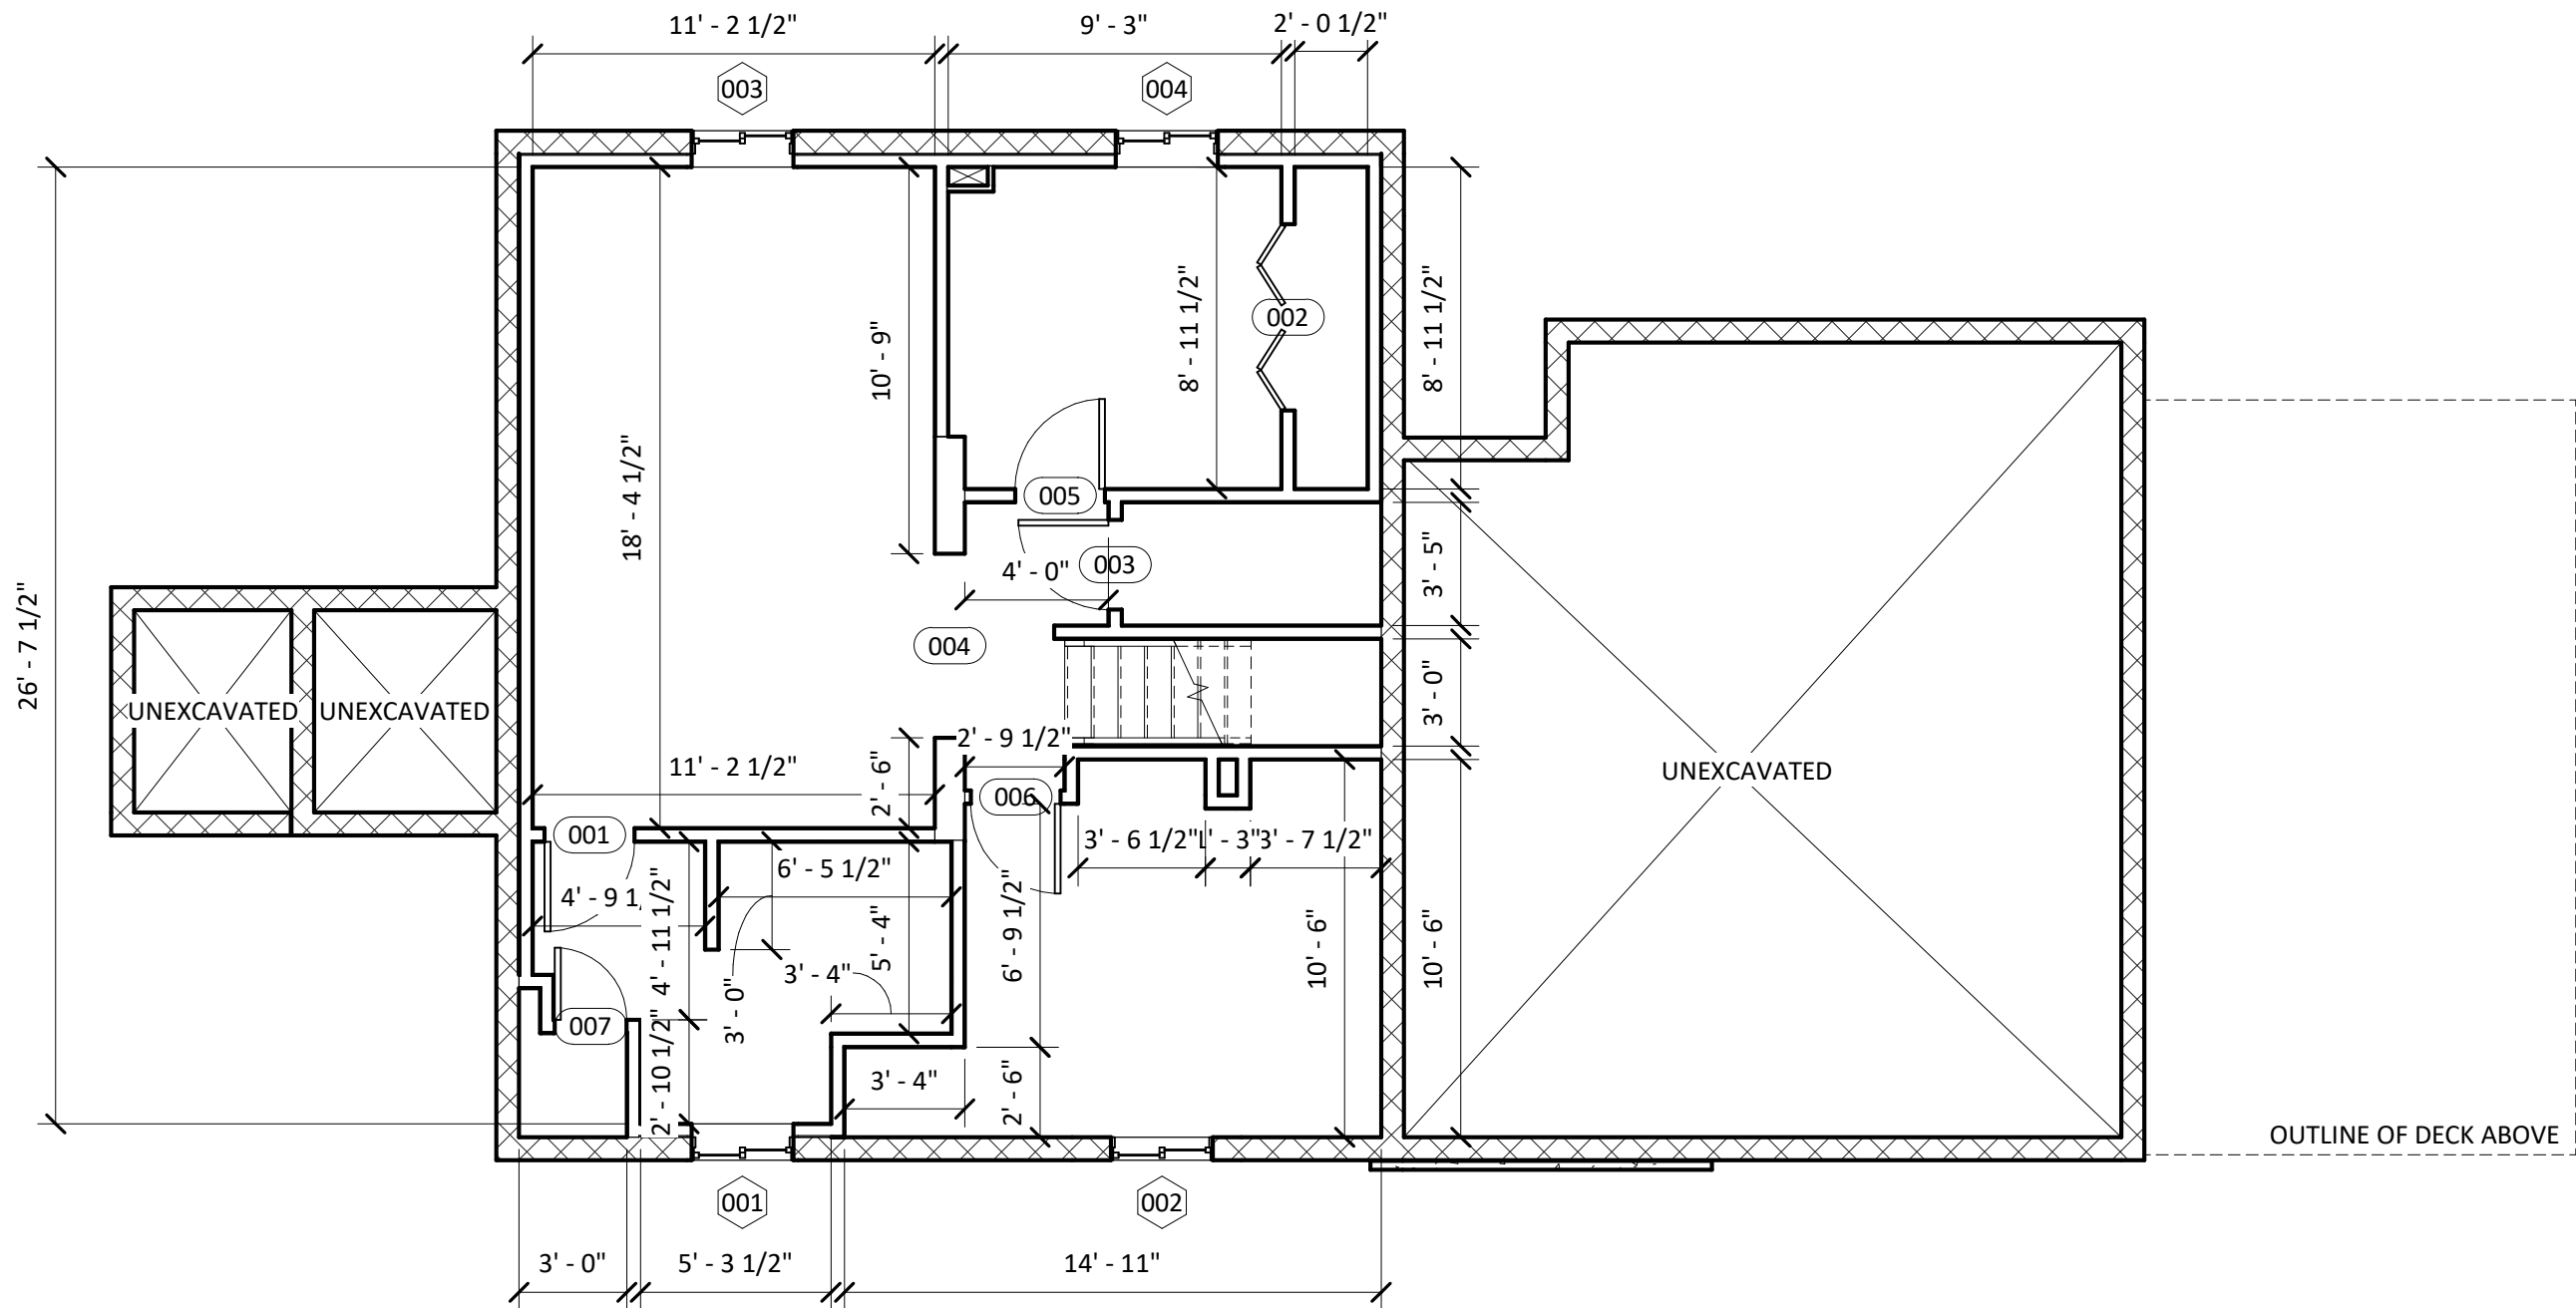 11' - 2 1/2"
9' - 3"
2' - 0 1/2"
003
004
26' - 7 1/2"
18' - 4 1/2"
10' - 9"
8' - 11 1/2"
002
8' - 11 1/2"
005
4' - 0"
003
3' - 5"
004
3' - 0"
UNEXCAVATED
UNEXCAVATED
UNEXCAVATED
2' - 9 1/2"
11' - 2 1/2"
2' - 6"
006
001
3' - 6 1/2"
3' - 7 1/2"
6' - 5 1/2"
4' - 9 1
4' - 11 1/2"
5' - 4"
6' - 9 1/2"
10' - 6"
10' - 6"
3' - 4"
3' - 0"
007
2' - 10 1/2"
3' - 4"
2' - 6"
OUTLINE OF DECK ABOVE
001
002
3' - 0"
5' - 3 1/2"
14' - 11"